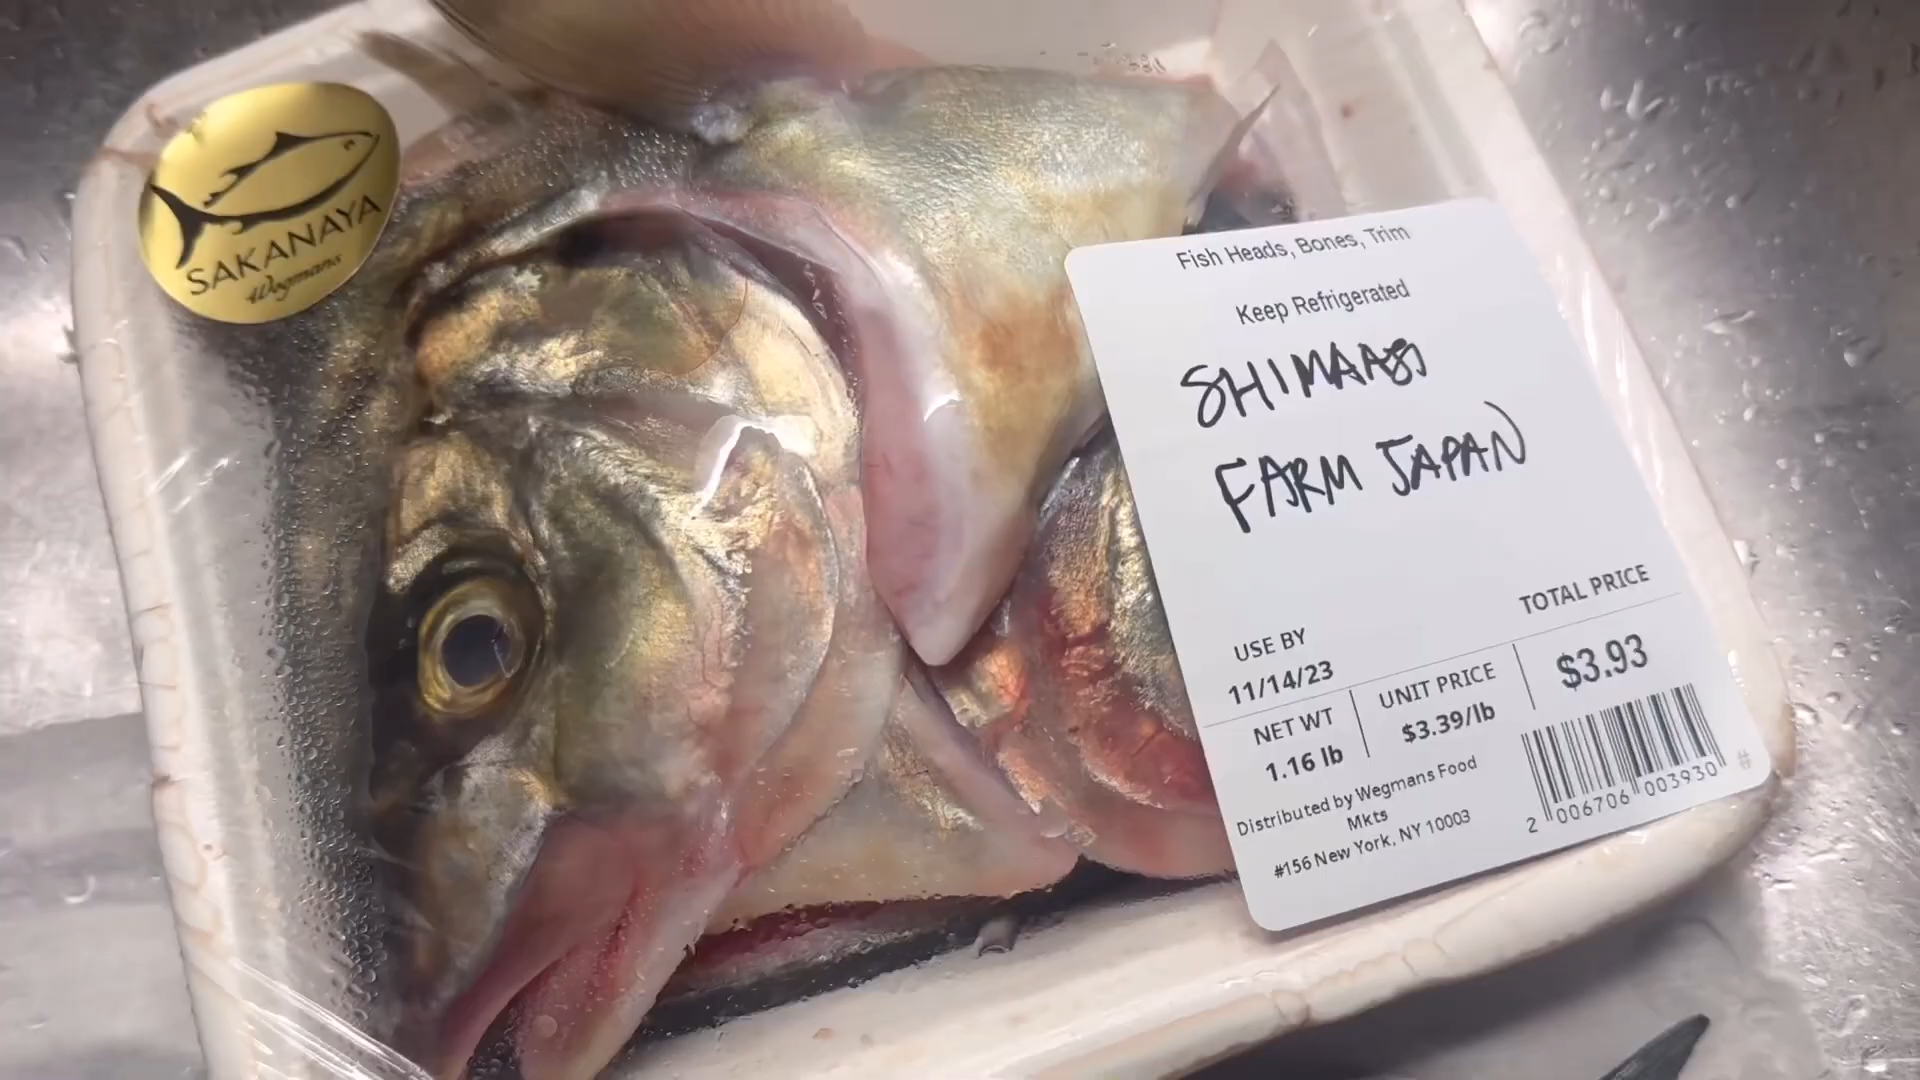 SAKANAYA
Wegmans
Fish Heads, Bones, Trim
Keep Refrigerated
SHIMAAJI
FARM JAPAN
TOTAL PRICE
$3.93
USE BY
11/14/23
NET WT
1.16 lb
UNIT PRICE
$3.39/lb
Distributed by Wegmans Food
Mkts
#156 New York, NY 10003
2 006706 003930
#